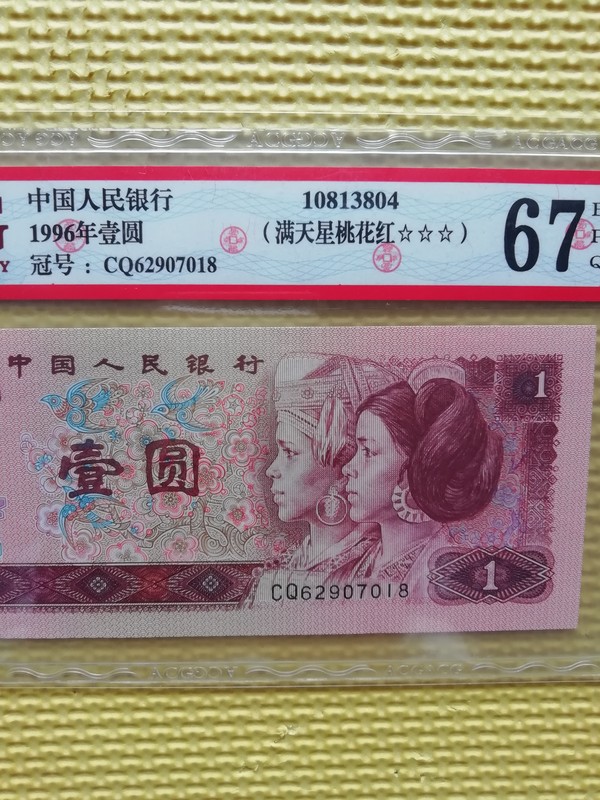 中国人民银行
10813804
1996年壹圆
(满天星桃花红☆☆☆)
冠号：CQ62907018
67
中国人民银行
1
壹圆
CQ62907018
1